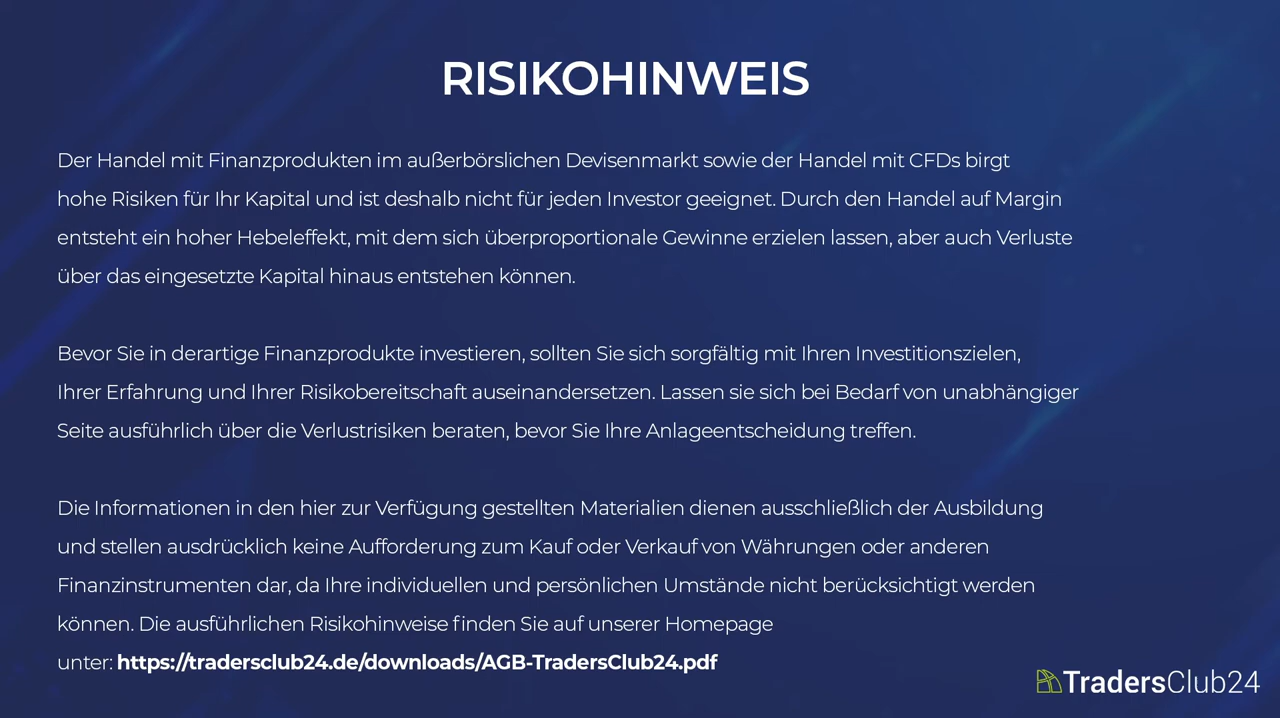 RISIKOHINWEIS
Der Handel mit Finanzprodukten im außerbörslichen Devisenmarkt sowie der Handel mit CFDs birgt
hohe Risiken für Ihr Kapital und ist deshalb nicht für jeden Investor geeignet. Durch den Handel auf Margin
entsteht ein hoher Hebeleffekt, mit dem sich überproportionale Gewinne erzielen lassen, aber auch Verluste
über das eingesetzte Kapital hinaus entstehen können.
Bevor Sie in derartige Finanzprodukte investieren, sollten Sie sich sorgfältig mit Ihren Investitionszielen,
Ihrer Erfahrung und Ihrer Risikobereitschaft auseinandersetzen. Lassen sie sich bei Bedarf von unabhängiger
Seite ausführlich über die Verlustrisiken beraten, bevor Sie Ihre Anlageentscheidung treffen.
Die Informationen in den hier zur Verfügung gestellten Materialien dienen ausschließlich der Ausbildung
und stellen ausdrücklich keine Aufforderung zum Kauf oder Verkauf von Währungen oder anderen
Finanzinstrumenten dar, da Ihre individuellen und persönlichen Umstände nicht berücksichtigt werden
können. Die ausführlichen Risikohinweise finden Sie auf unserer Homepage
unter: https://tradersclub24.de/downloads/AGB-TradersClub24.pdf
TradersClub24